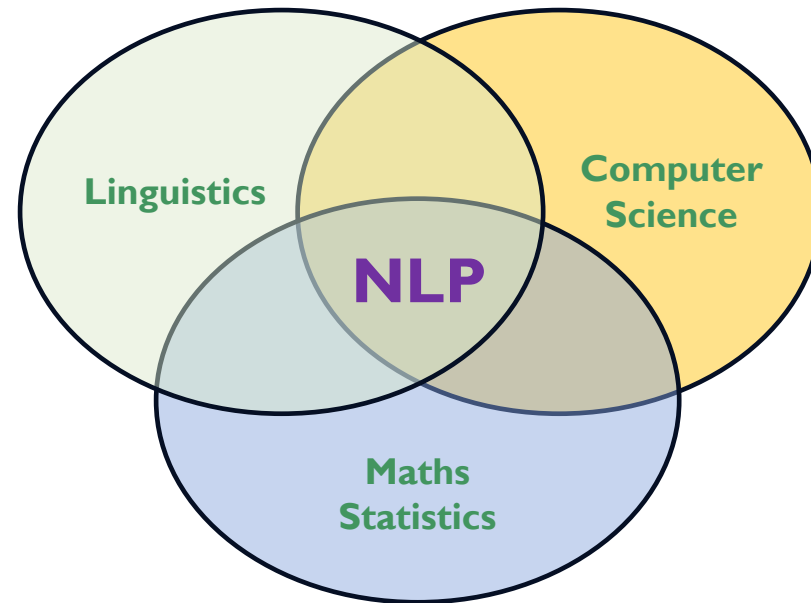 Linguistics
Computer
Science
NLP
Maths
Statistics